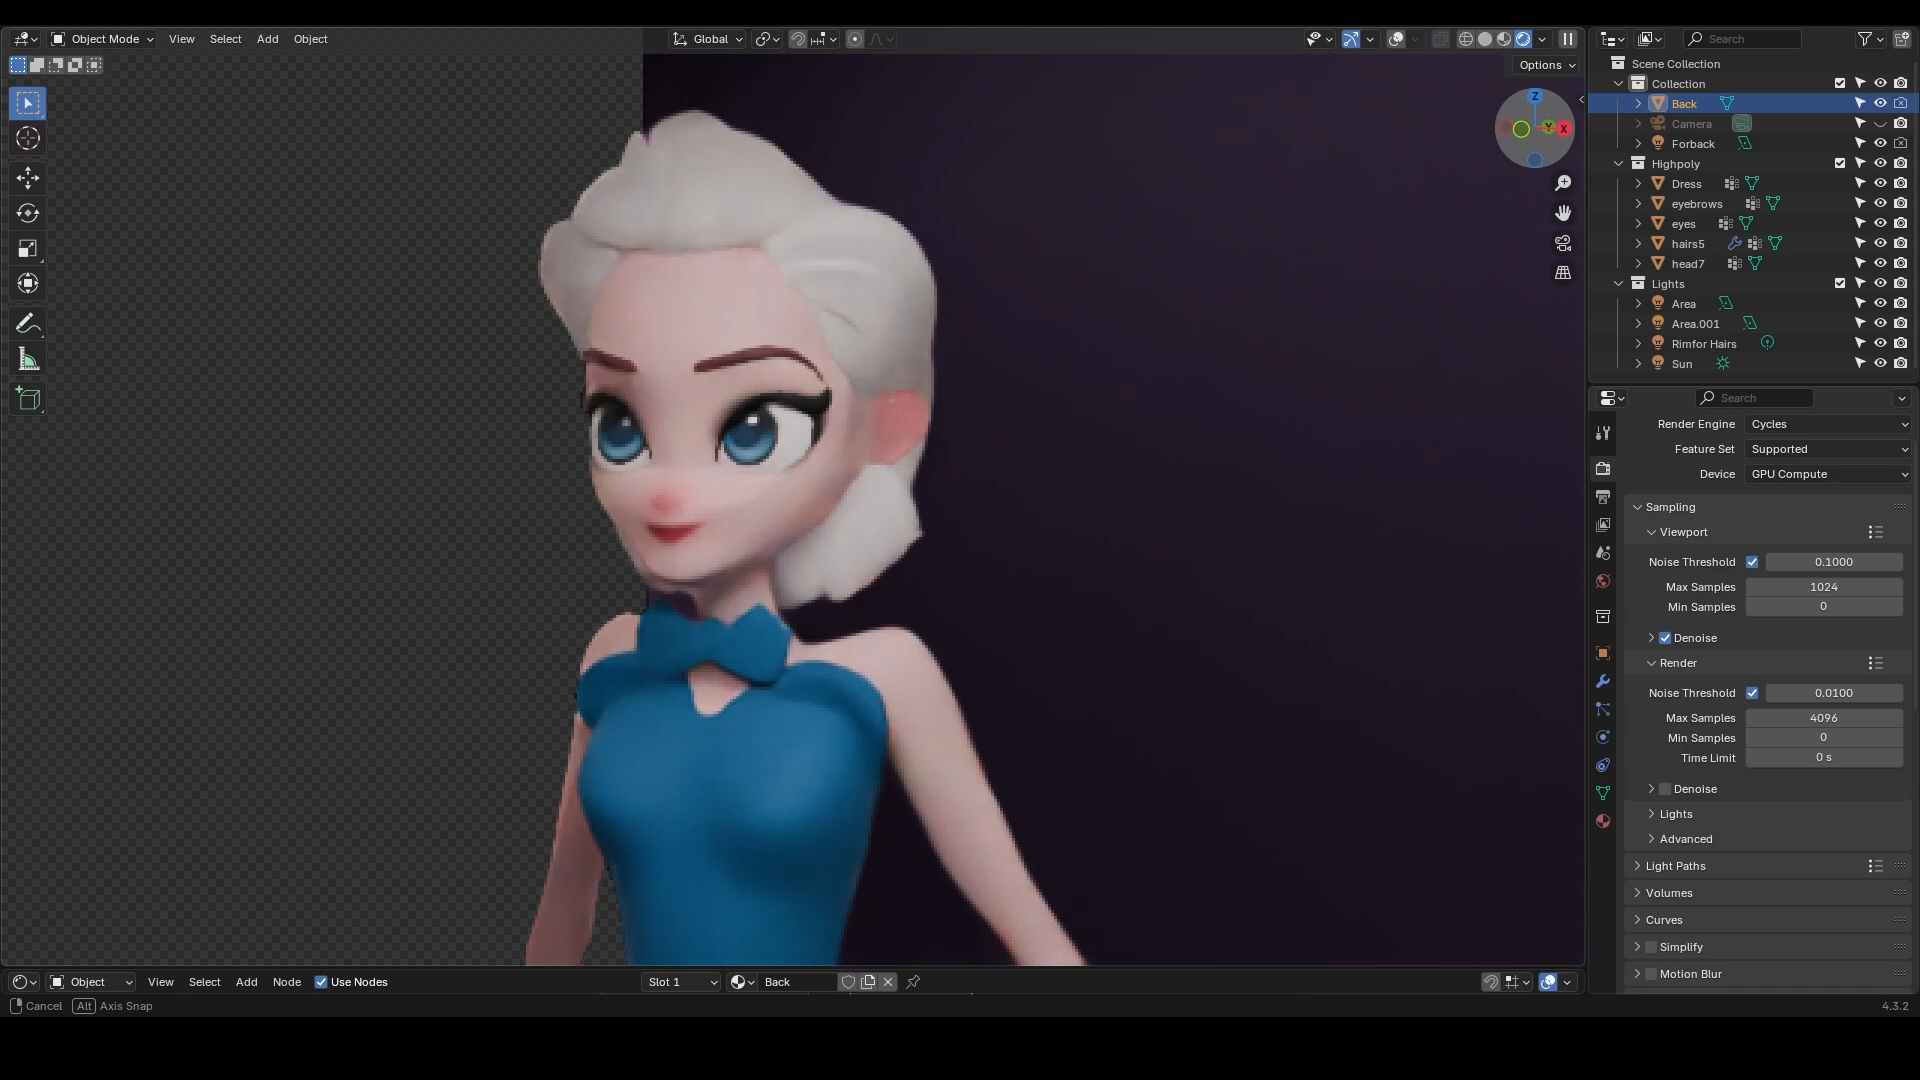 Object Mode View Select Add Object Global
Options
Z
Y X
Search
Scene Collection
Collection
Back
Camera
Forback
Highpoly
Dress
eyebrows
eyes
hairs5
head7
Lights
Area
Area.001
Rimfor Hairs
Sun
Search
Render Engine Cycles
Feature Set Supported
Device GPU Compute
Sampling
Viewport
Noise Threshold 0.1000
Max Samples 1024
Min Samples 0
Denoise
Render
Noise Threshold 0.0100
Max Samples 4096
Min Samples 0
Time Limit 0 s
Denoise
Lights
Advanced
Light Paths
Volumes
Curves
Simplify
Motion Blur
Object View Select Add Node Use Nodes Slot 1 Back
Cancel Alt Axis Snap 4.3.2